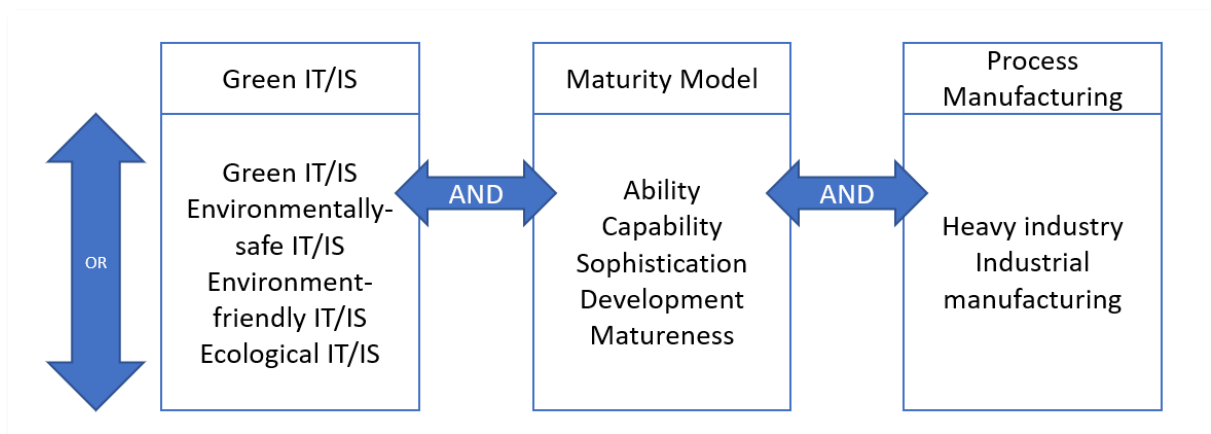 Green IT/IS
Maturity Model
Process
Manufacturing
OR
Green IT/IS
Environmentally-
safe IT/IS
Environment-
friendly IT/IS
Ecological IT/IS
AND
Ability
Capability
Sophistication
Development
Matureness
AND
Heavy industry
Industrial
manufacturing